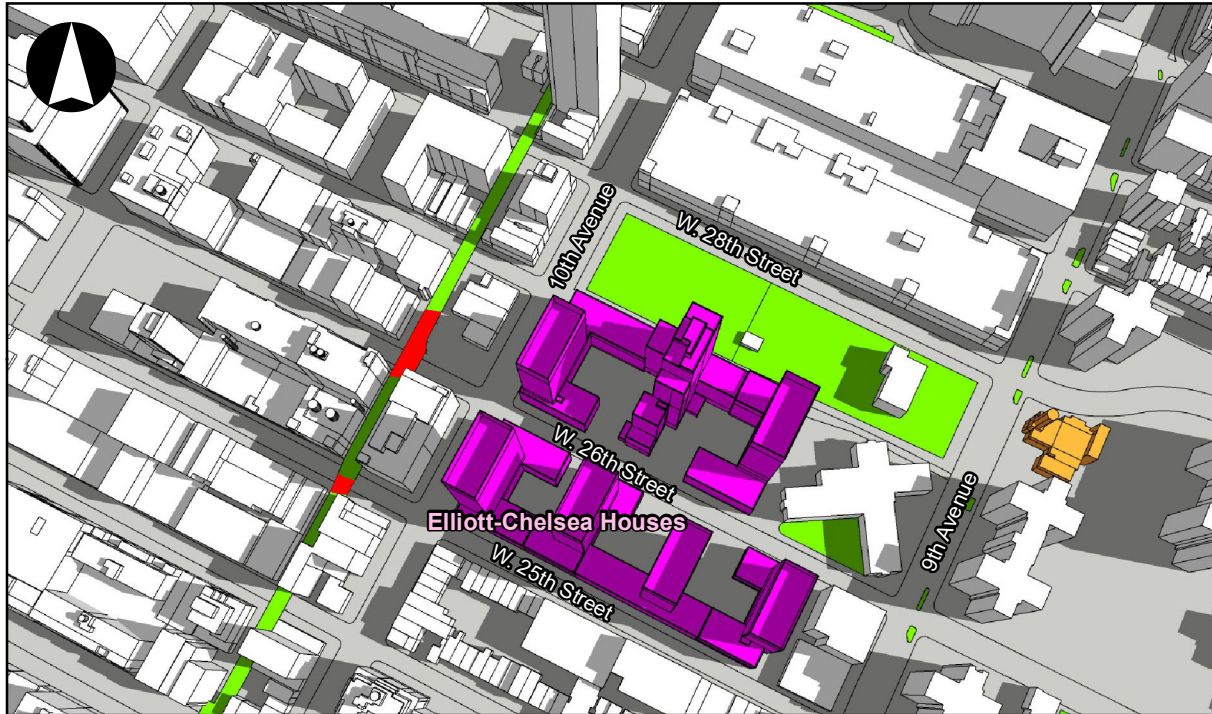 W. 28th Street
10th Avenue
W. 26th Street
9th Avenue
Elliott-Chelsea Houses
W. 25th Street